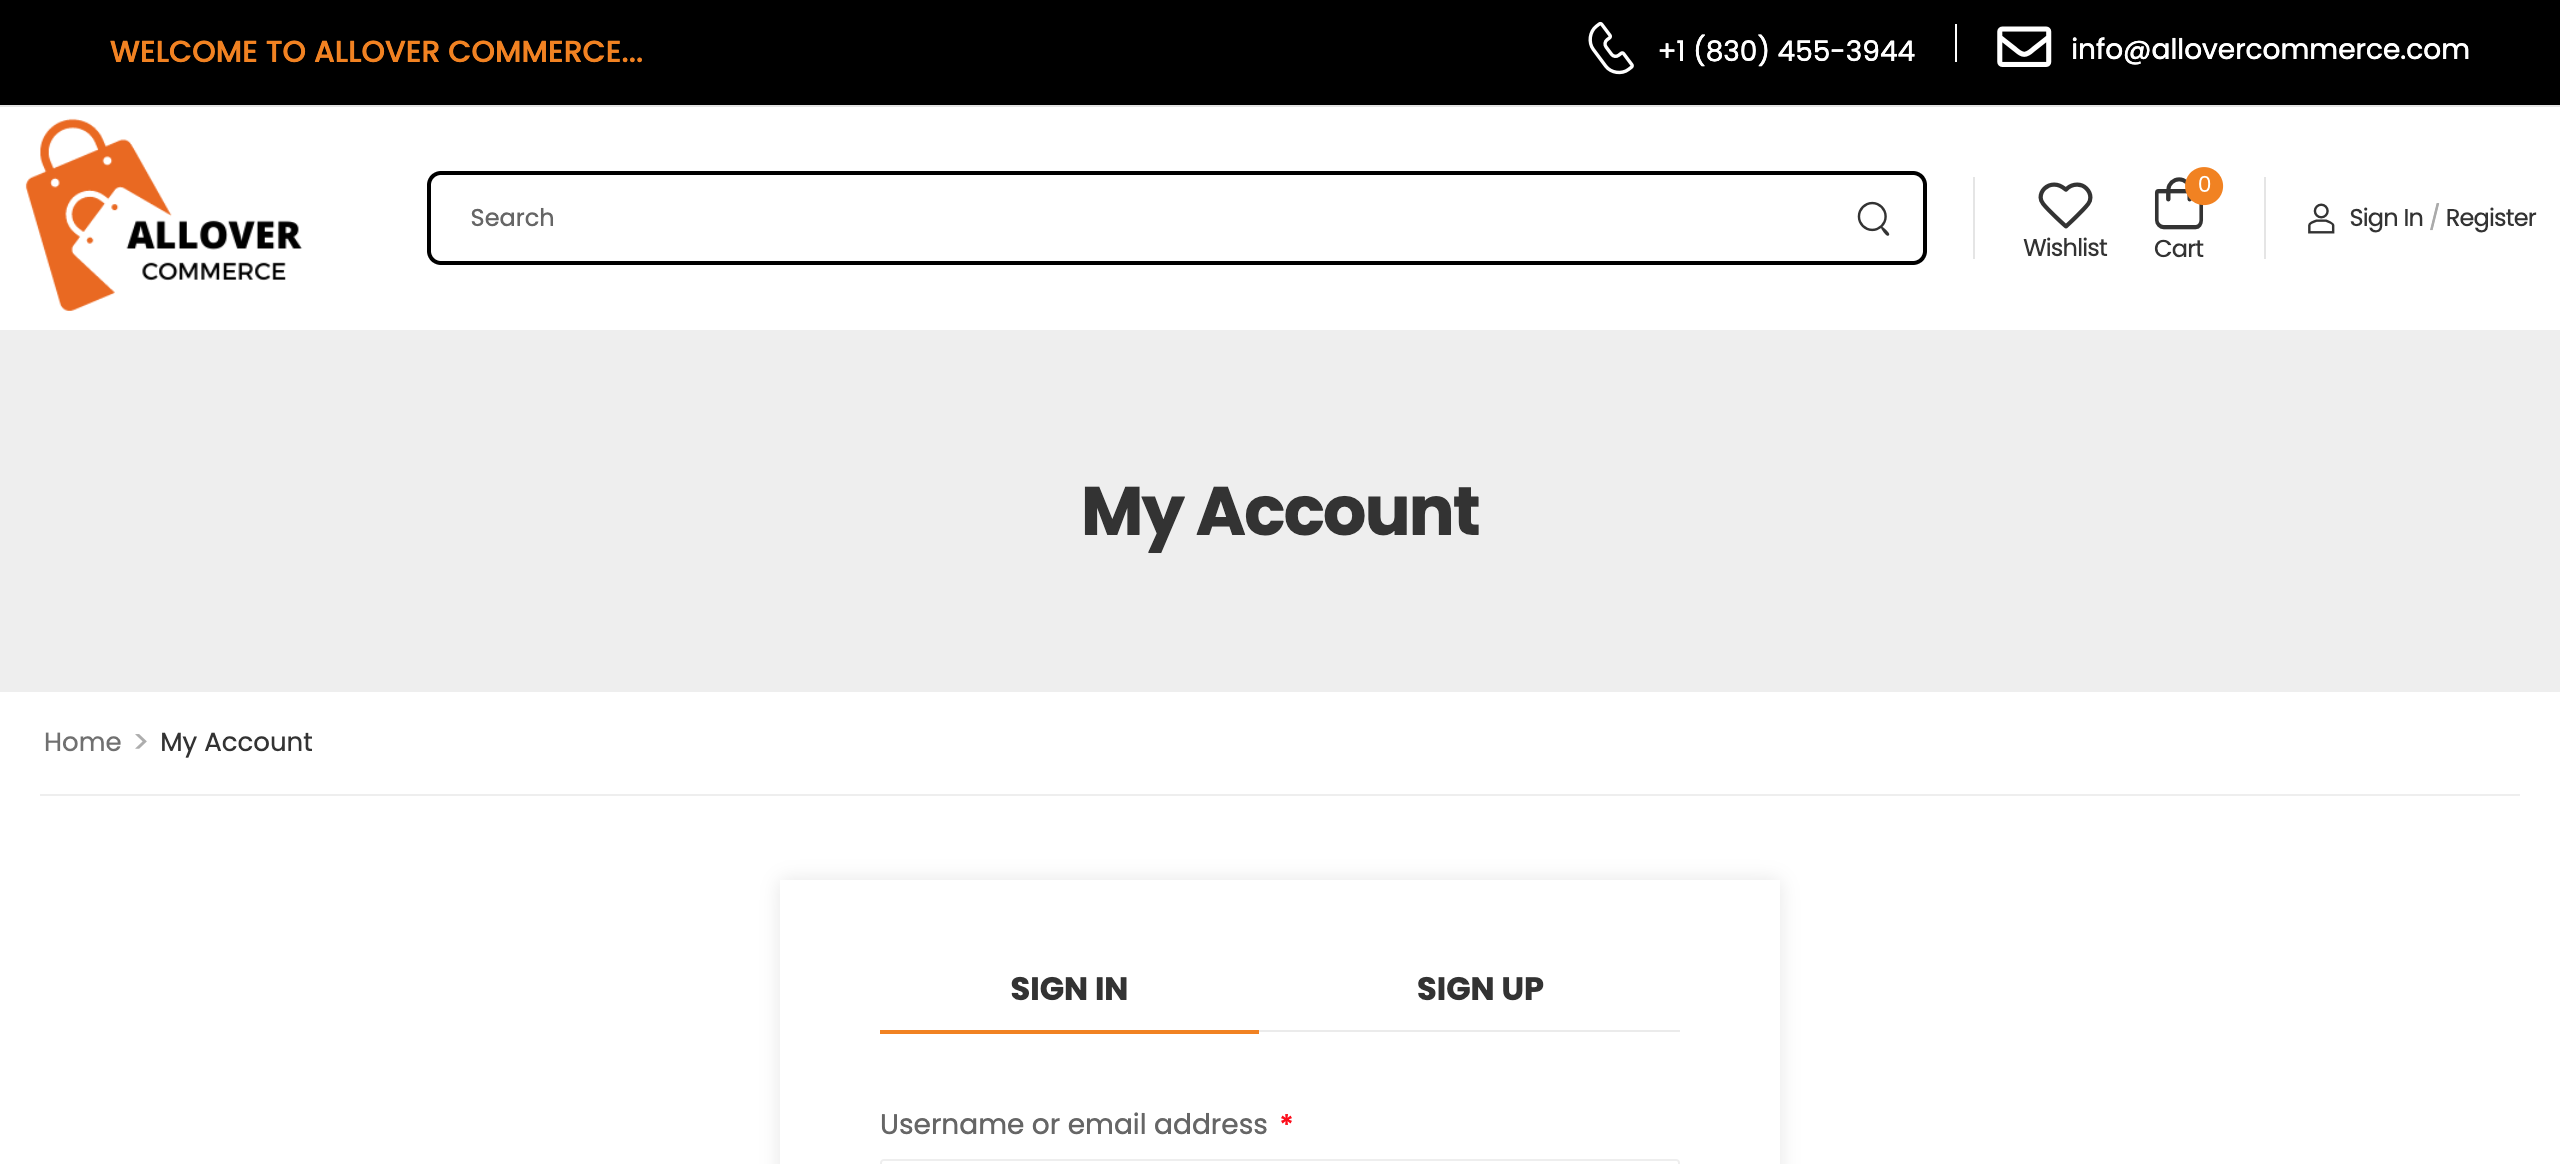 WELCOME TO ALLOVER COMMERCE...
+1 (830) 455-3944
info@allovercommerce.com
ALLOVER
COMMERCE
Search
Wishlist
0
Cart
Sign In / Register
My Account
Home > My Account
SIGN IN
SIGN UP
Username or email address *